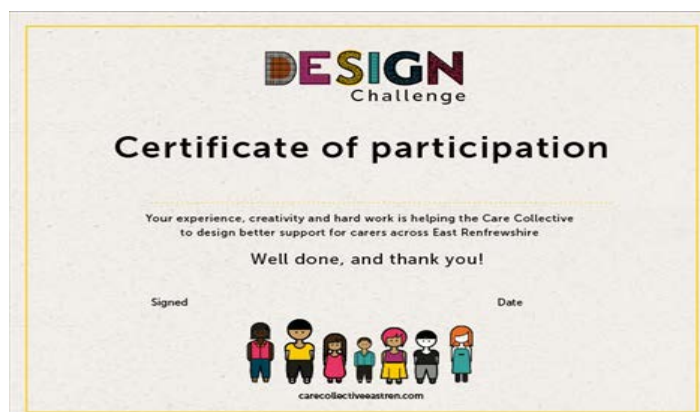 DESIGN
Challenge
Certificate of participation
Your experience, creativity and hard work is helping the Care Collective
to design better support for carers across East Renfrewshire
Well done, and thank you!
Signed
Date
carecollectiveeastren.com